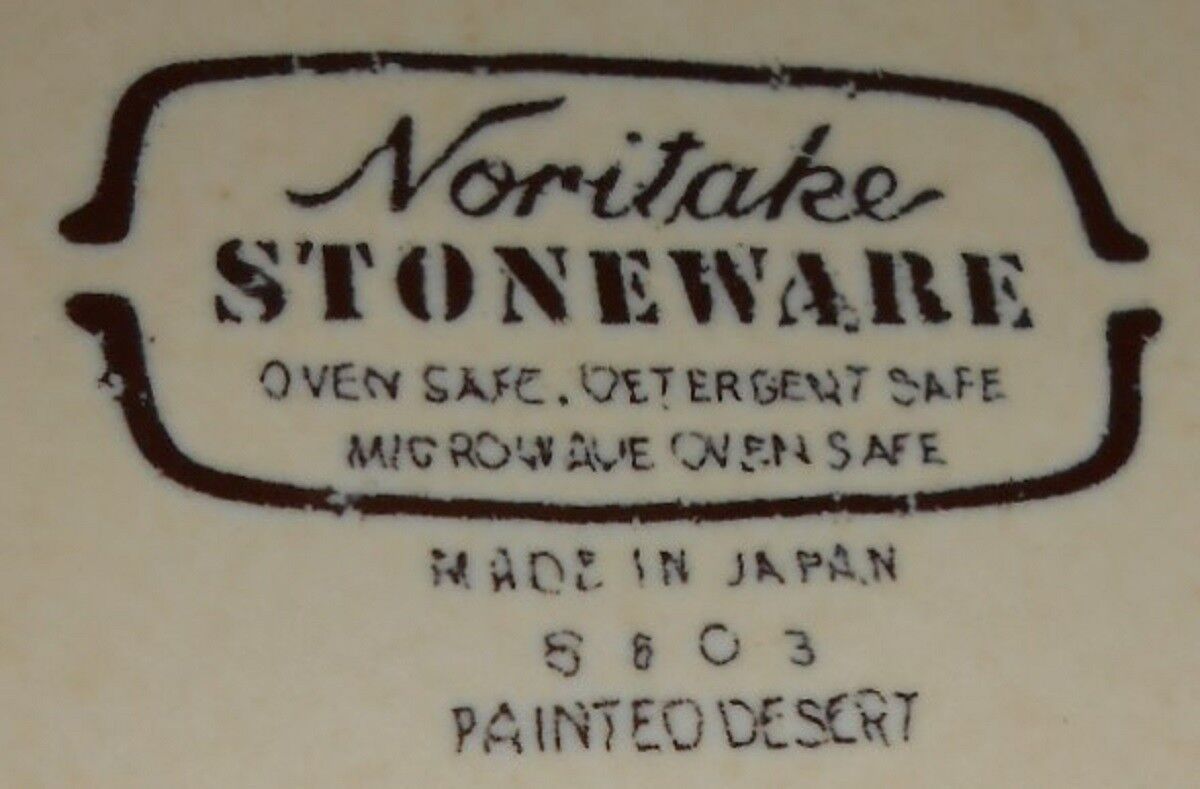 Noritake
STONEWARE
OVEN SAFE. DETERGENT SAFE
MICROWAVE OVEN SAFE
MADE IN JAPAN
8603
PAINTED DESERT